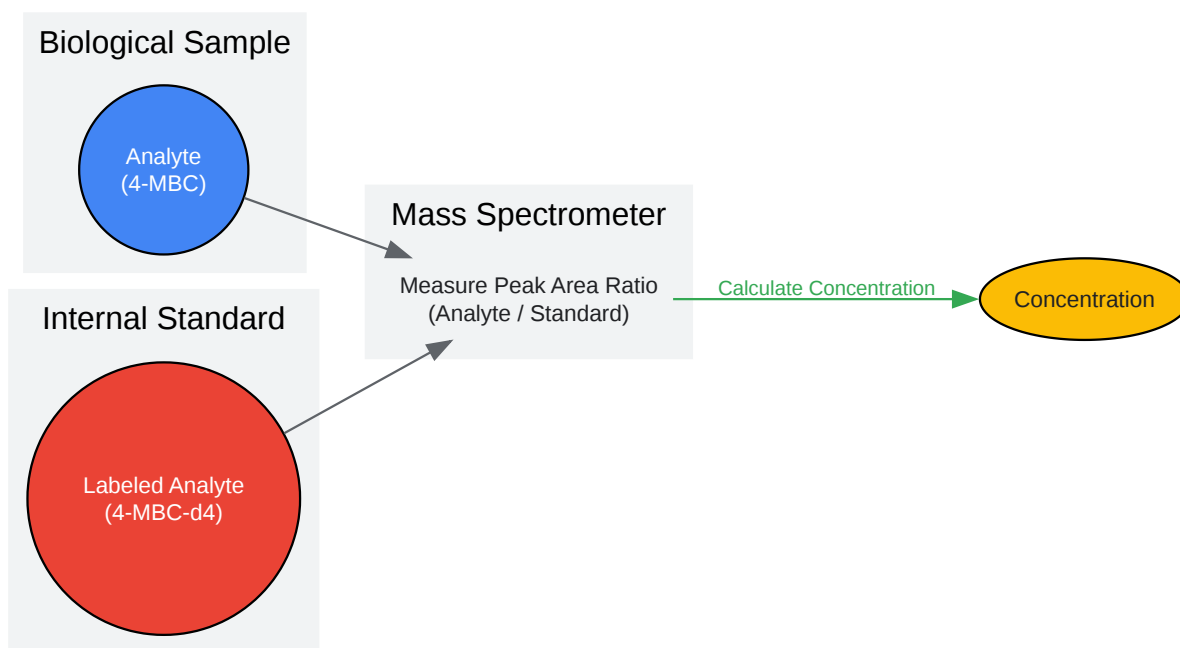 Biological Sample
Analyte
(4-MBC)
Internal Standard
Labeled Analyte
(4-MBC-d4)
Mass Spectrometer
Measure Peak Area Ratio
(Analyte / Standard)
Calculate Concentration
Concentration